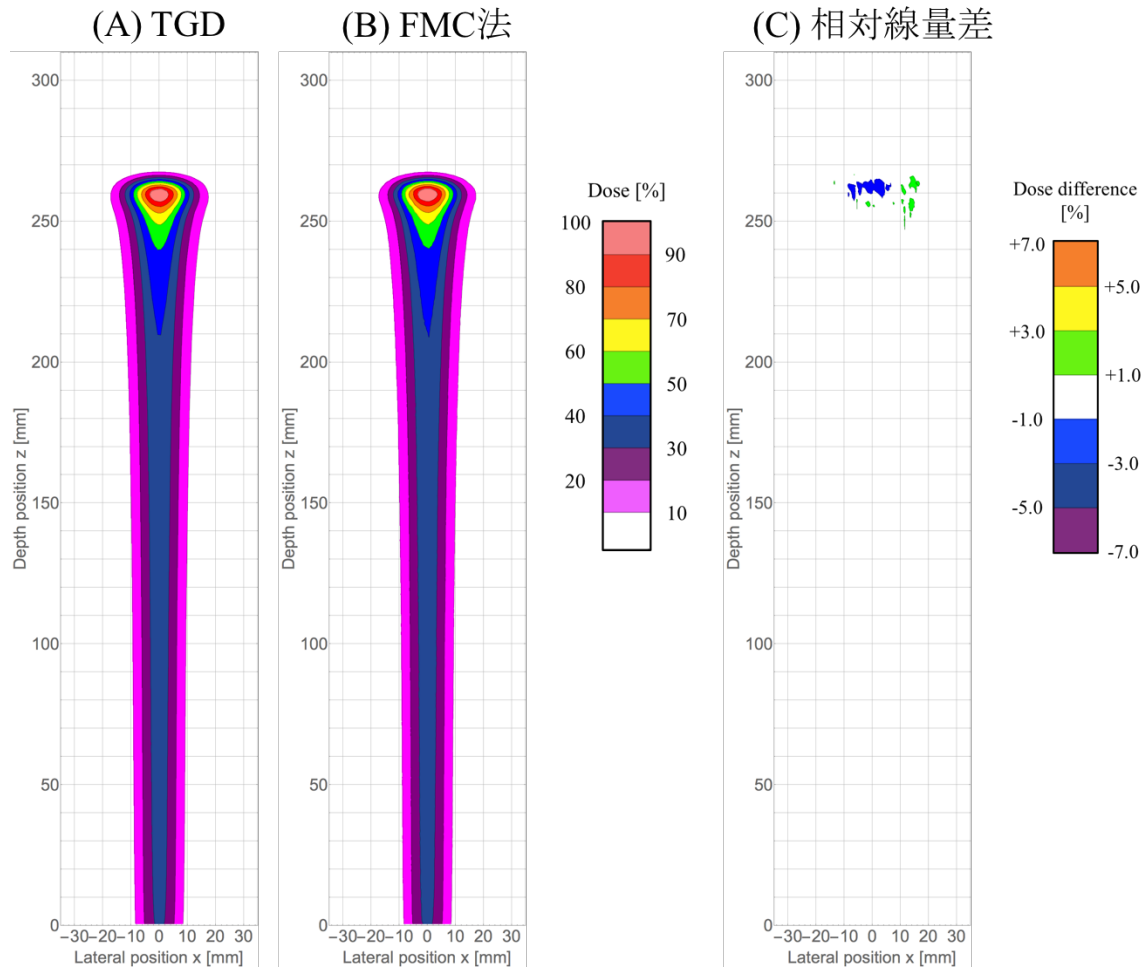 (A) TGD
(B) FMC法
(C) 相対線量差
300
250
200
150
100
50
0
Depth position z [mm]
−30−20−10 0 10 20 30
Lateral position x [mm]
300
250
200
150
100
50
0
Depth position z [mm]
−30−20−10 0 10 20 30
Lateral position x [mm]
Dose [%]
100
90
80
70
60
50
40
30
20
10
300
250
200
150
100
50
0
Depth position z [mm]
−30−20−10 0 10 20 30
Lateral position x [mm]
Dose difference
[%]
+7.0
+5.0
+3.0
+1.0
-1.0
-3.0
-5.0
-7.0